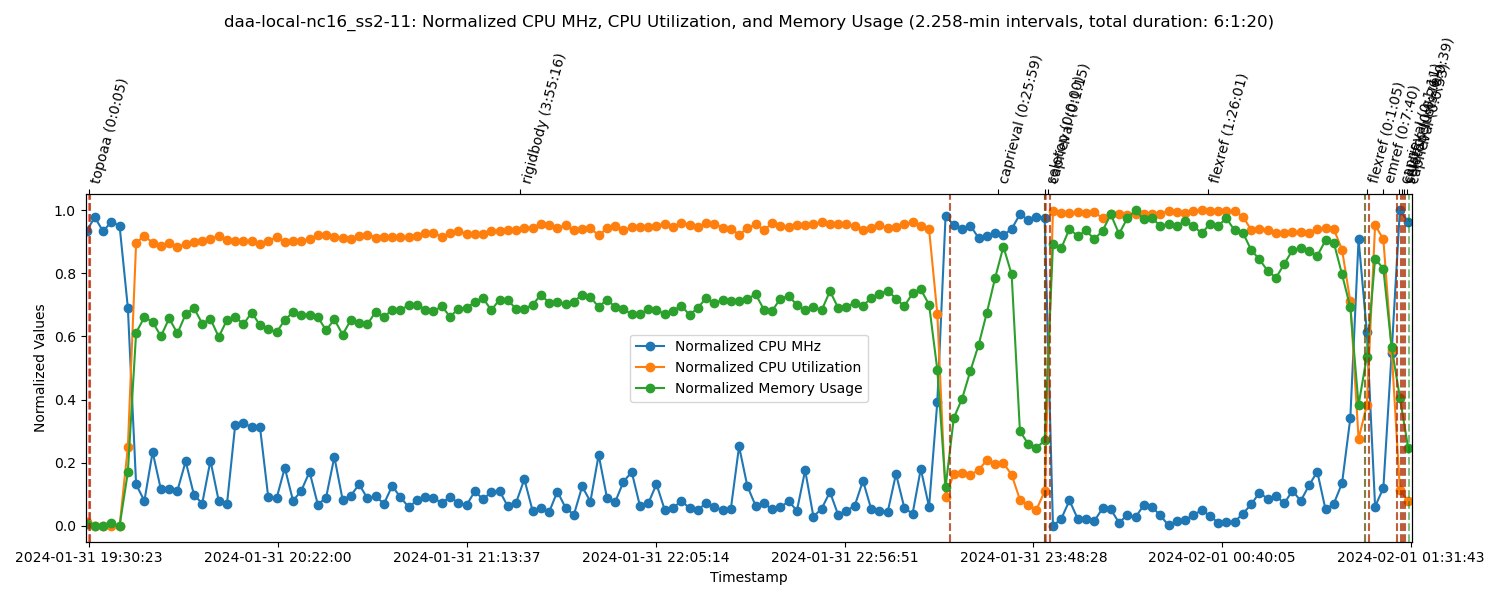 daa-local-nc16_ss2-11: Normalized CPU MHz, CPU Utilization, and Memory Usage (2.258-min intervals, total duration: 6:1:20)
topoaa (0:0:05)
rigidbody (3:55:16)
caprieval (0:25:59)
flexref (1:26:01)
flexref (0:1:05)
emref (0:7:40)
Normalized Values
1.0
0.8
0.6
0.4
0.2
0.0
Normalized CPU MHz
Normalized CPU Utilization
Normalized Memory Usage
2024-01-31 19:30:23
2024-01-31 20:22:00
2024-01-31 21:13:37
2024-01-31 22:05:14
2024-01-31 22:56:51
2024-01-31 23:48:28
2024-02-01 00:40:05
2024-02-01 01:31:43
Timestamp